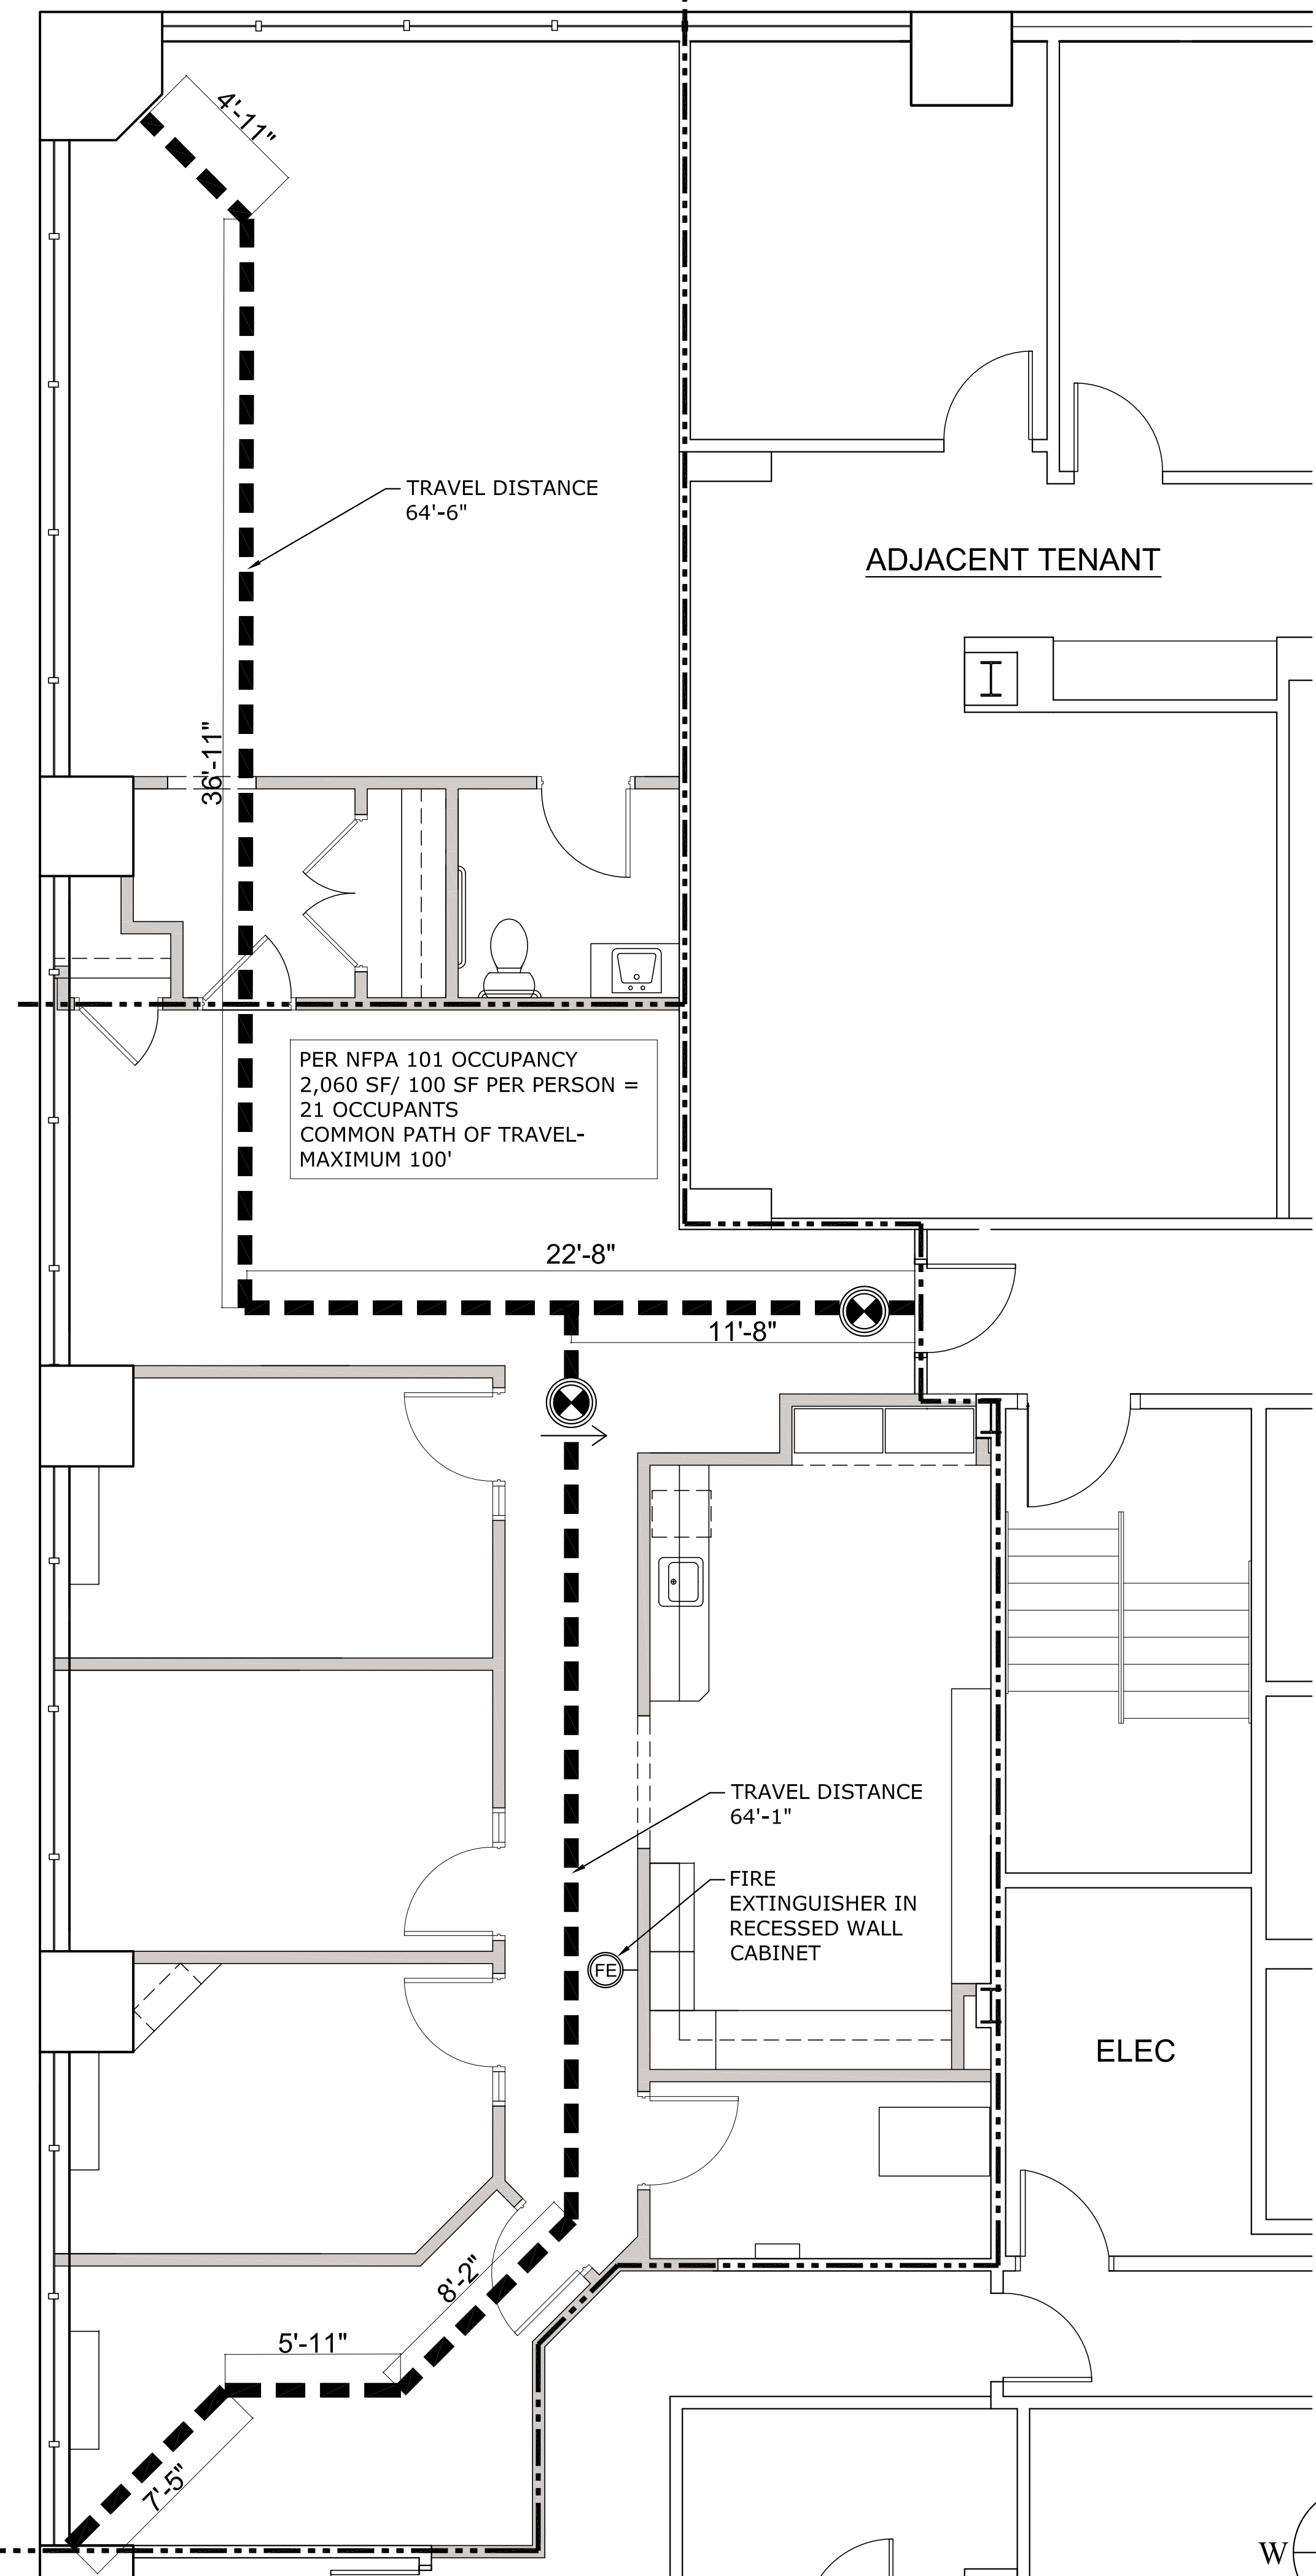 4'-11"
TRAVEL DISTANCE
64'-6"
ADJACENT TENANT
36'-11"
PER NFPA 101 OCCUPANCY
2,060 SF/ 100 SF PER PERSON =
21 OCCUPANTS
COMMON PATH OF TRAVEL-
MAXIMUM 100'
22'-8"
11'-8"
TRAVEL DISTANCE
64'-1"
FIRE
EXTINGUISHER IN
RECESSED WALL
CABINET
FE
ELEC
8'-2"
5'-11"
7'-5"
W